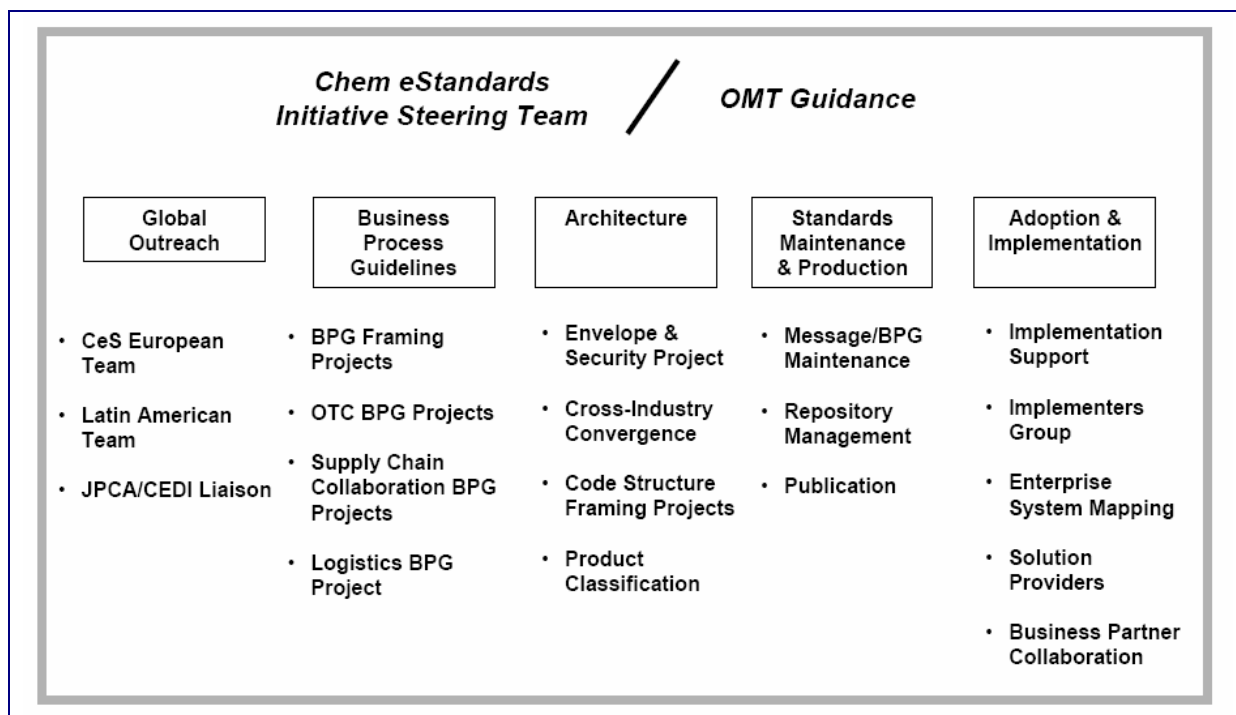 Chem eStandards
Initiative Steering Team
OMT Guidance
Global
Outreach
• CeS European
Team
• Latin American
Team
• JPCA/CEDI Liaison
Business
Process
Guidelines
• BPG Framing
Projects
• OTC BPG Projects
• Supply Chain
Collaboration BPG
Projects
• Logistics BPG
Project
Architecture
• Envelope &
Security Project
• Cross-Industry
Convergence
• Code Structure
Framing Projects
• Product
Classification
Standards
Maintenance
& Production
• Message/BPG
Maintenance
• Repository
Management
• Publication
Adoption &
Implementation
• Implementation
Support
• Implementers
Group
• Enterprise
System Mapping
• Solution
Providers
• Business Partner
Collaboration